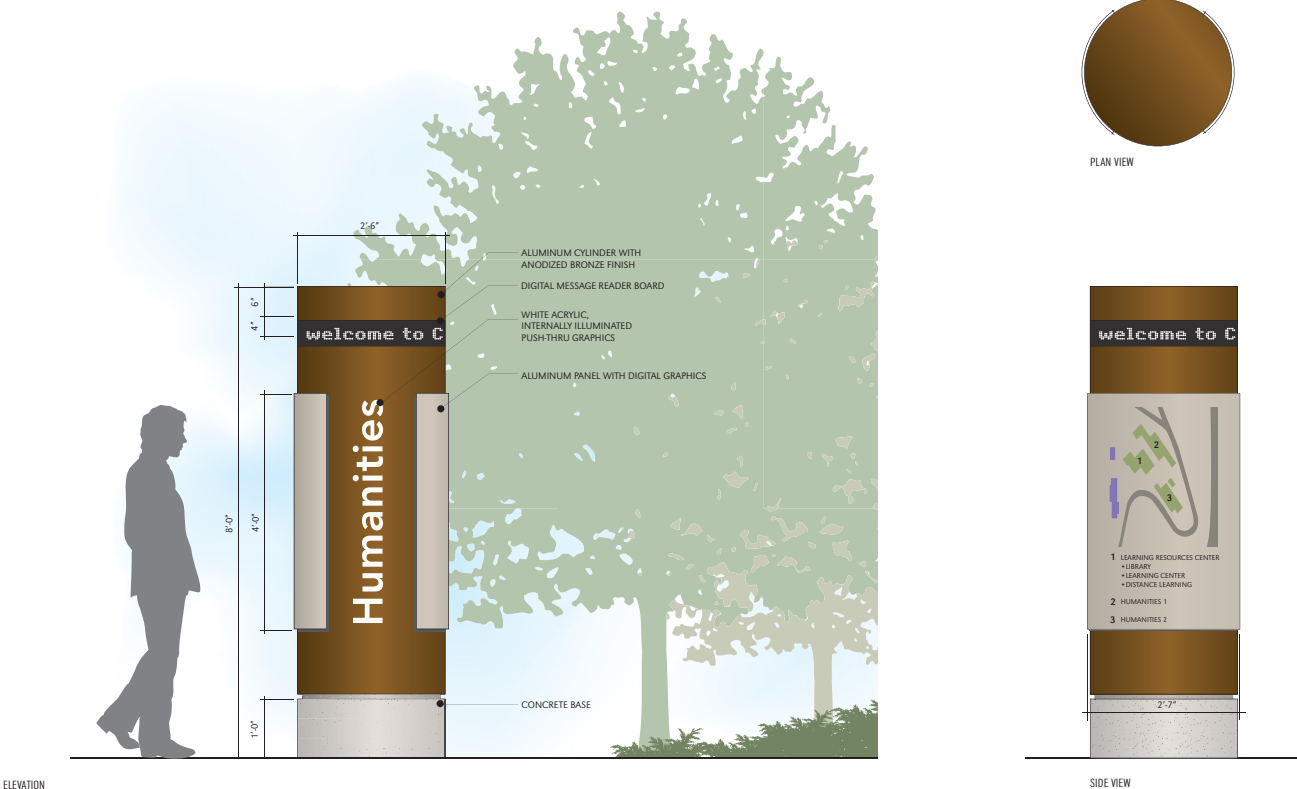 PLAN VIEW
2'-6"
ALUMINUM CYLINDER WITH
ANODIZED BRONZE FINISH
DIGITAL MESSAGE READER BOARD
6"
4"
WHITE ACRYLIC,
INTERNALLY ILLUMINATED
PUSH-THRU GRAPHICS
welcome to C
welcome to C
ALUMINUM PANEL WITH DIGITAL GRAPHICS
Humanities
8'-0"
4'-0"
2
1
3
1 LEARNING RESOURCES CENTER
•LIBRARY
•LEARNING CENTER
•DISTANCE LEARNING
2 HUMANITIES 1
3 HUMANITIES 2
CONCRETE BASE
2'-7"
1'-0"
ELEVATION
SIDE VIEW